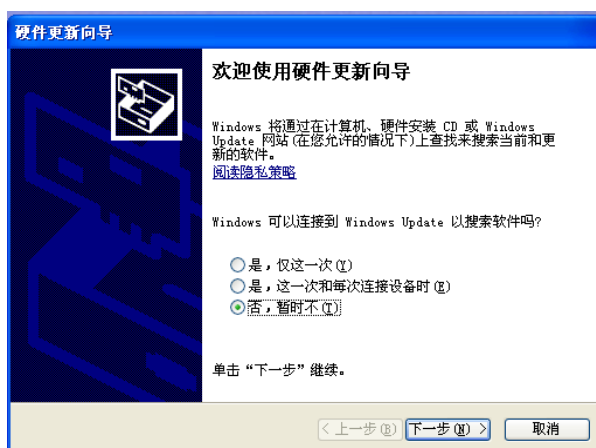 硬件更新向导
欢迎使用硬件更新向导
Windows 将通过在计算机、硬件安装 CD 或 Windows
Update 网站(在您允许的情况下)上查找来搜索当前和更
新的软件。
阅读隐私策略
Windows 可以连接到 Windows Update 以搜索软件吗?
是，仅这一次(Y)
是，这一次和每次连接设备时(E)
否，暂时不(T)
单击“下一步”继续。
< 上一步(B) 下一步(N) > 取消